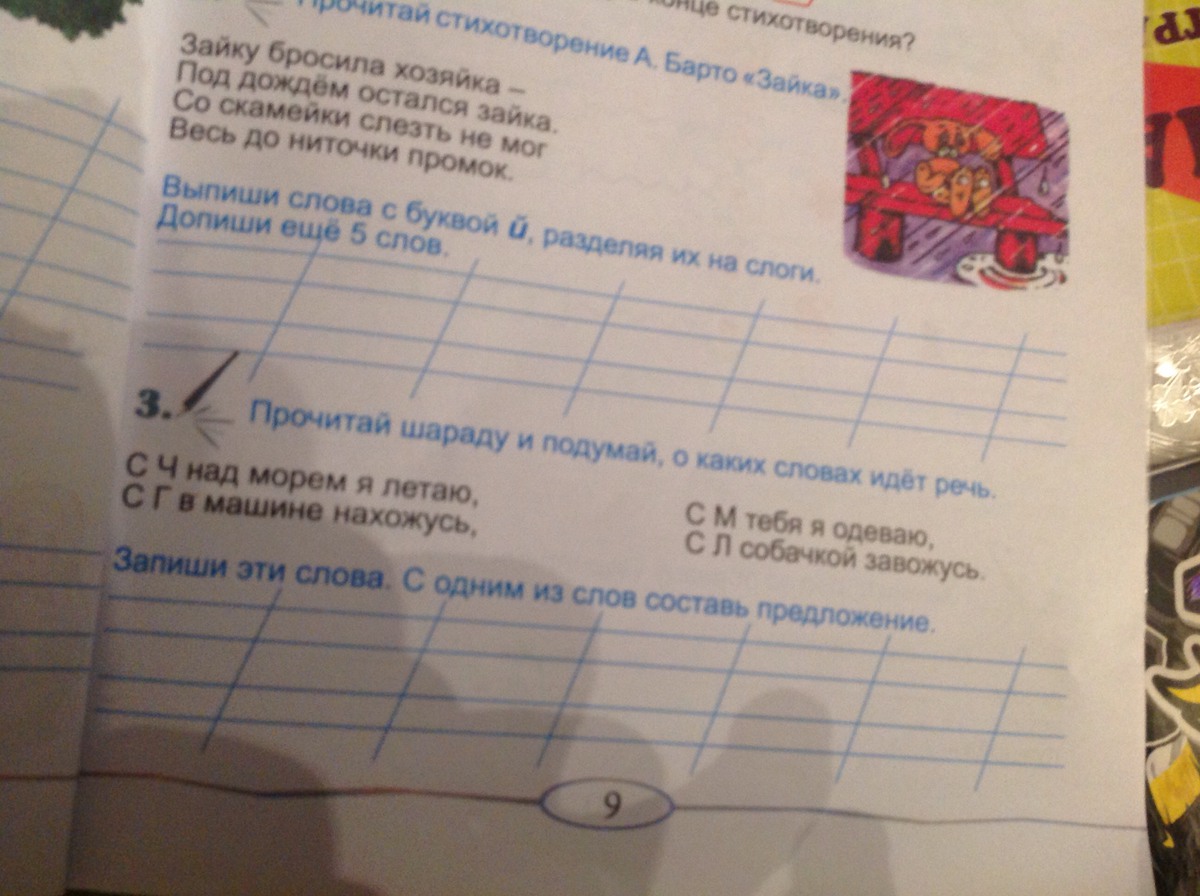 конце стихотворения?
Прочитай стихотворение А. Барто «Зайка».
Зайку бросила хозяйка –
Под дождём остался зайка.
Со скамейки слезть не мог
Весь до ниточки промок.
Выпиши слова с буквой й, разделяя их на слоги.
Допиши ещё 5 слов.
3.
Прочитай шараду и подумай, о каких словах идёт речь.
С Ч над морем я летаю,
С Г в машине нахожусь,
С М тебя я одеваю,
С Л собачкой завожусь.
Запиши эти слова. С одним из слов составь предложение.
9